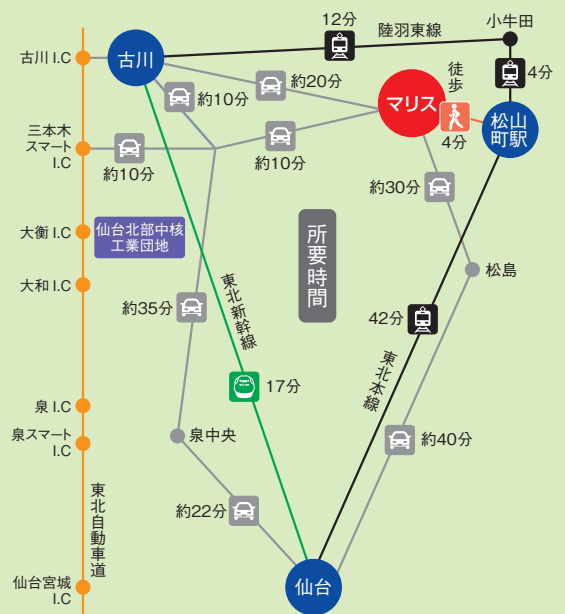 12分
陸羽東線
小牛田
古川 I.C
古川
約20分
約10分
4分
マリス
徒歩
4分
松山
町駅
三本木
スマート
I.C
約10分
約10分
約30分
大衡 I.C
仙台北部中核
工業団地
所要時間
大和 I.C
松島
約35分
東北新幹線
42分
東北本線
17分
泉 I.C
泉スマート
I.C
泉中央
約40分
東北自動車道
約22分
仙台宮城
I.C
仙台